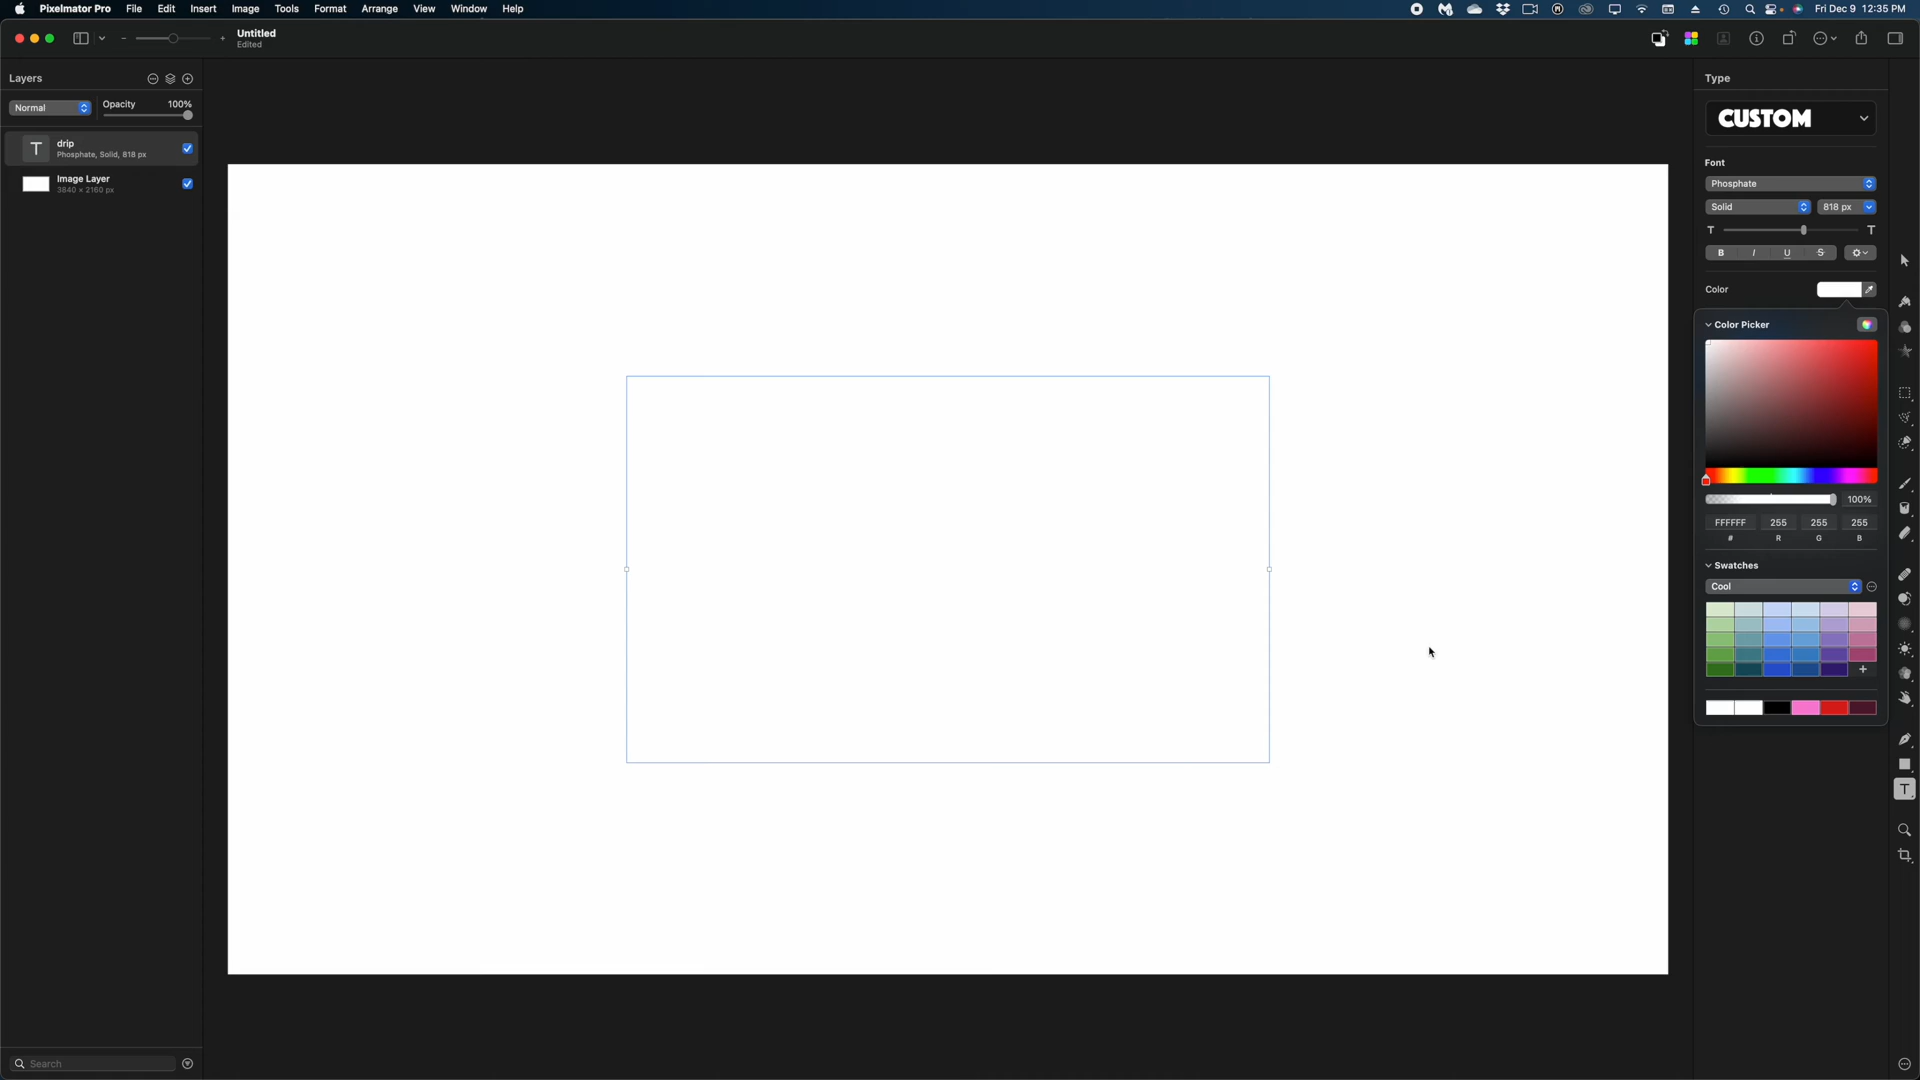 Pixelmator Pro File Edit Insert Image Tools Format Arrange View Window Help
Fri Dec 9 12:35 PM
Untitled
Edited
Layers
Normal
Opacity 100%
drip
Phosphate, Solid, 818 px
Image Layer
3840 × 2160 px
Search
Type
CUSTOM
Font
Phosphate
Solid
818 px
T T
B I U S
Color
Color Picker
100%
FFFFFF 255 255 255
# R G B
Swatches
Cool